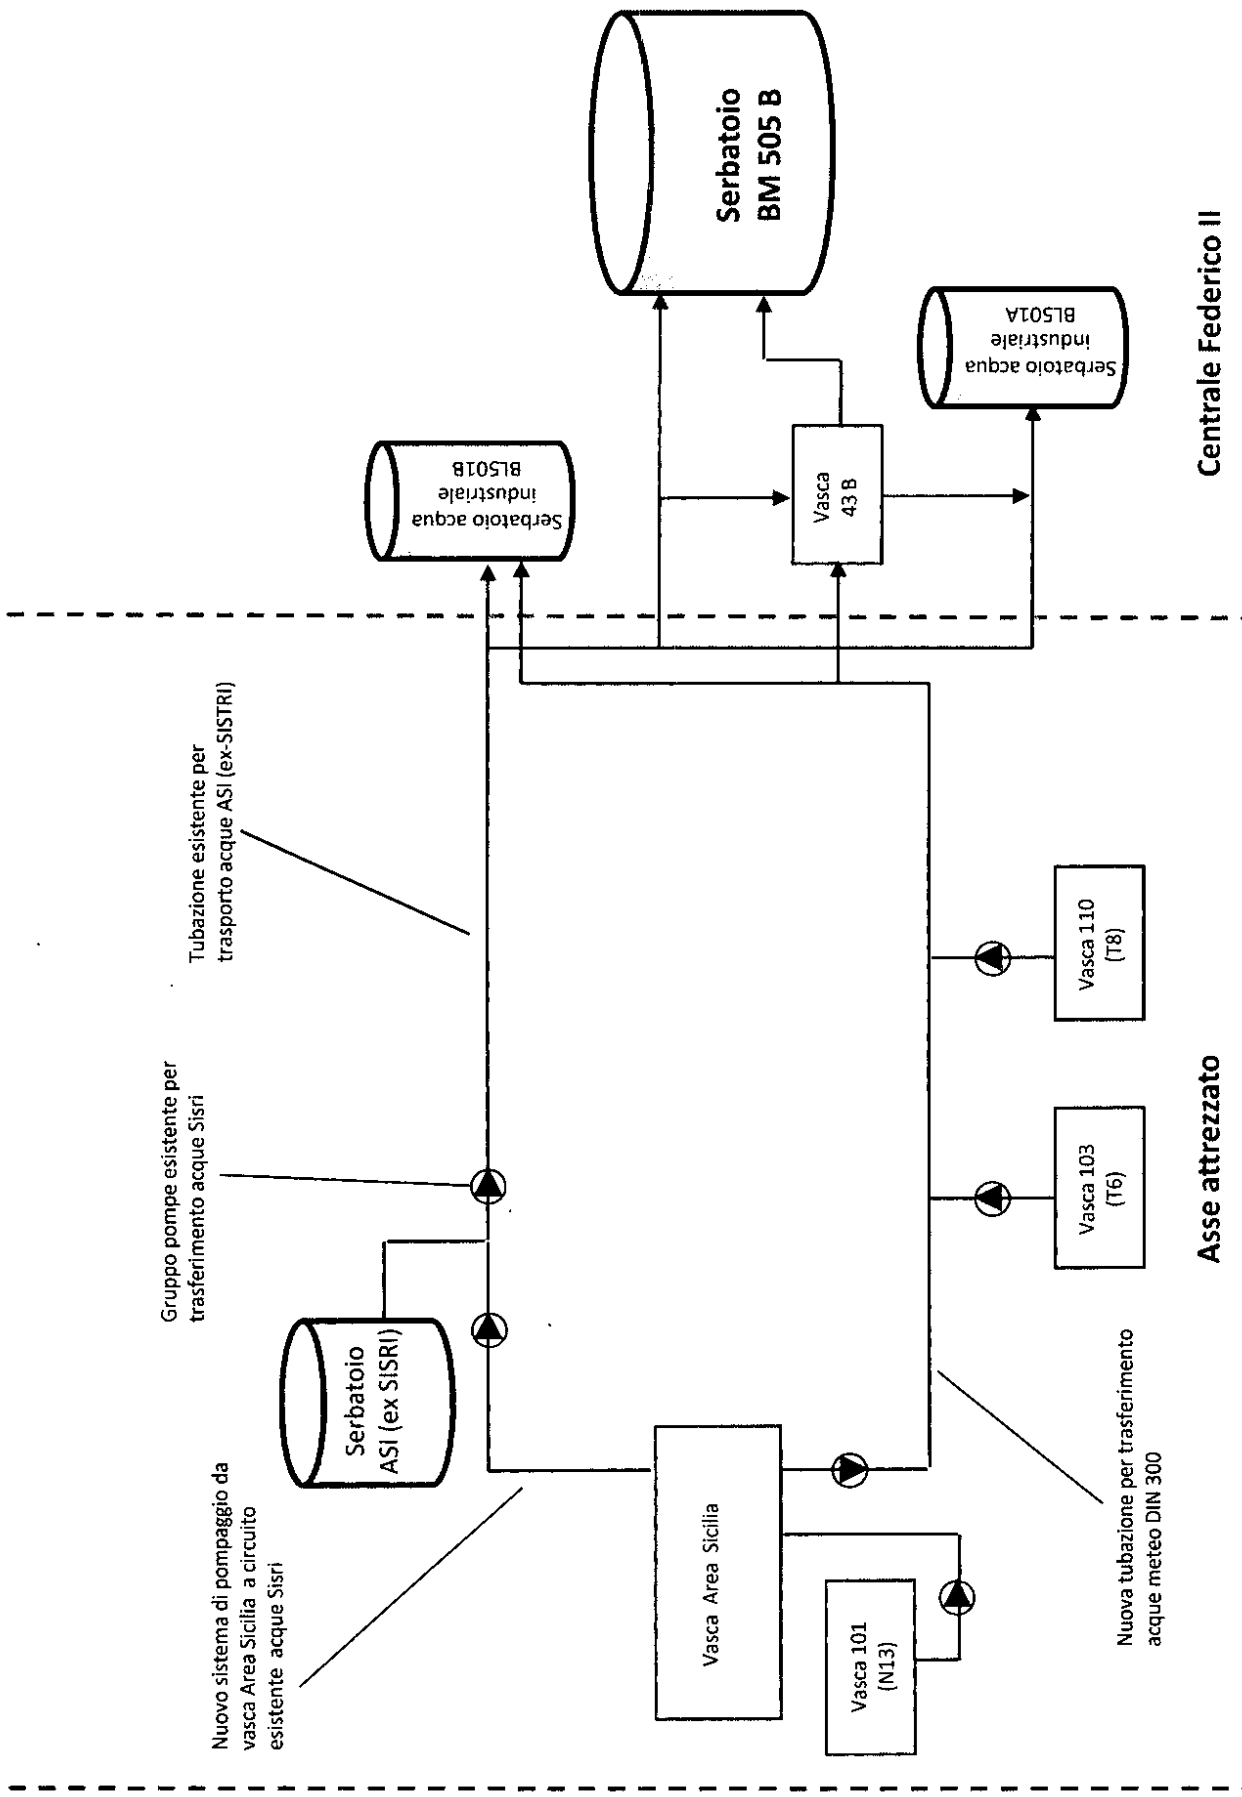 Nuovo sistema di pompaggio da
vasca Area Sicilia a circuito
esistente acque Sisri
Gruppo pompe esistente per
trasferimento acque Sisri
Tubazione esistente per
trasporto acque ASI (ex-SISTRI)
Serbatoio
ASI (ex SISRI)
Serbatoio acqua
industriale
BL501B
Serbatoio
BM 505 B
Vasca Area Sicilia
Vasca
43 B
Vasca 101
(N13)
Serbatoio acqua
industriale
BL501A
Vasca 103
(T6)
Vasca 110
(T8)
Nuova tubazione per trasferimento
acque meteo DIN 300
Asse attrezzato
Centrale Federico II